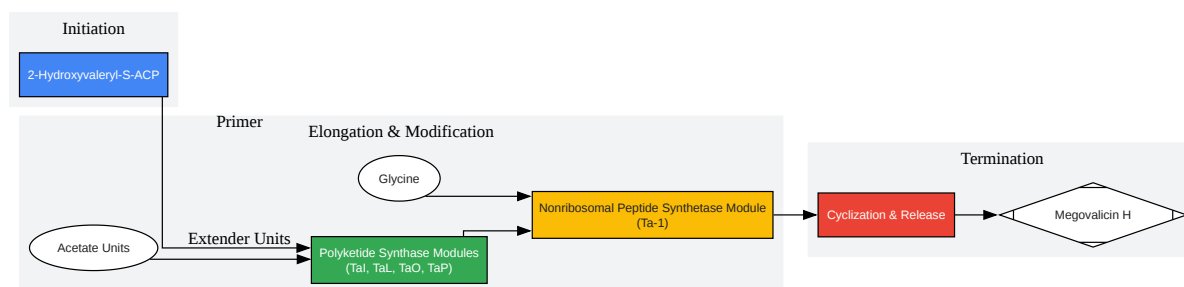 Initiation
2-Hydroxyvaleryl-S-ACP
Primer
Elongation & Modification
Glycine
Acetate Units
Extender Units
Polyketide Synthase Modules
(TaI, TaL, TaO, TaP)
Nonribosomal Peptide Synthetase Module
(Ta-1)
Termination
Cyclization & Release
Megovalicin H